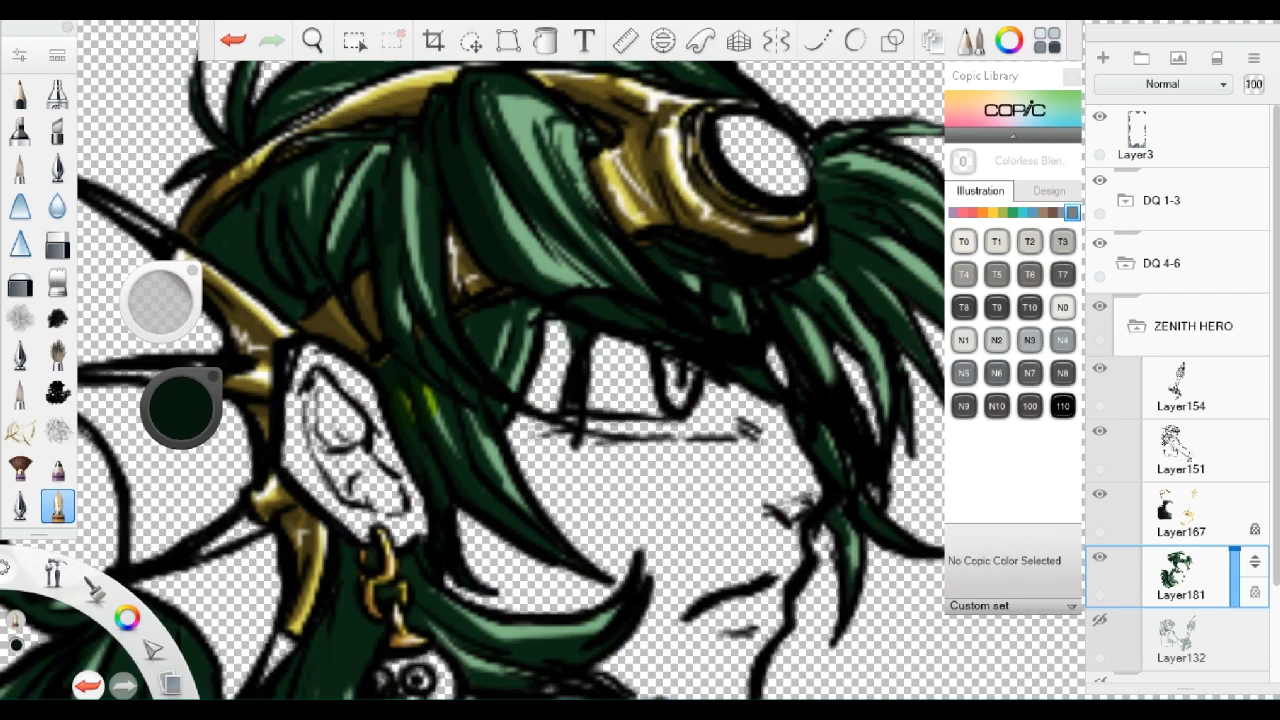 Copic Library
COPIC
0 Colorless Blen..
Illustration Design
T0 T1 T2 T3
T4 T5 T6 T7
T8 T9 T10 N0
N1 N2 N3 N4
N5 N6 N7 N8
N9 N10 100 110
No Copic Color Selected
Custom set
Normal 100
Layer3
DQ 1-3
DQ 4-6
ZENITH HERO
Layer154
Layer151
Layer167
Layer181
Layer132